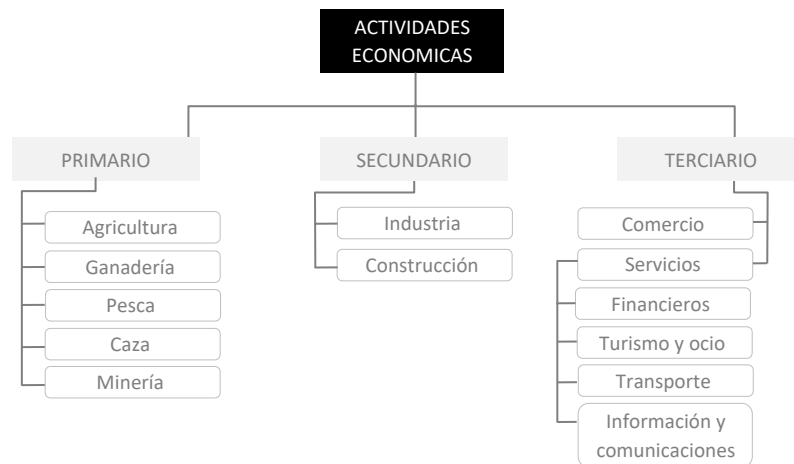 ACTIVIDADES
ECONOMICAS
PRIMARIO
Agricultura
Ganadería
Pesca
Caza
Minería
SECUNDARIO
Industria
Construcción
TERCIARIO
Comercio
Servicios
Financieros
Turismo y ocio
Transporte
Información y
comunicaciones